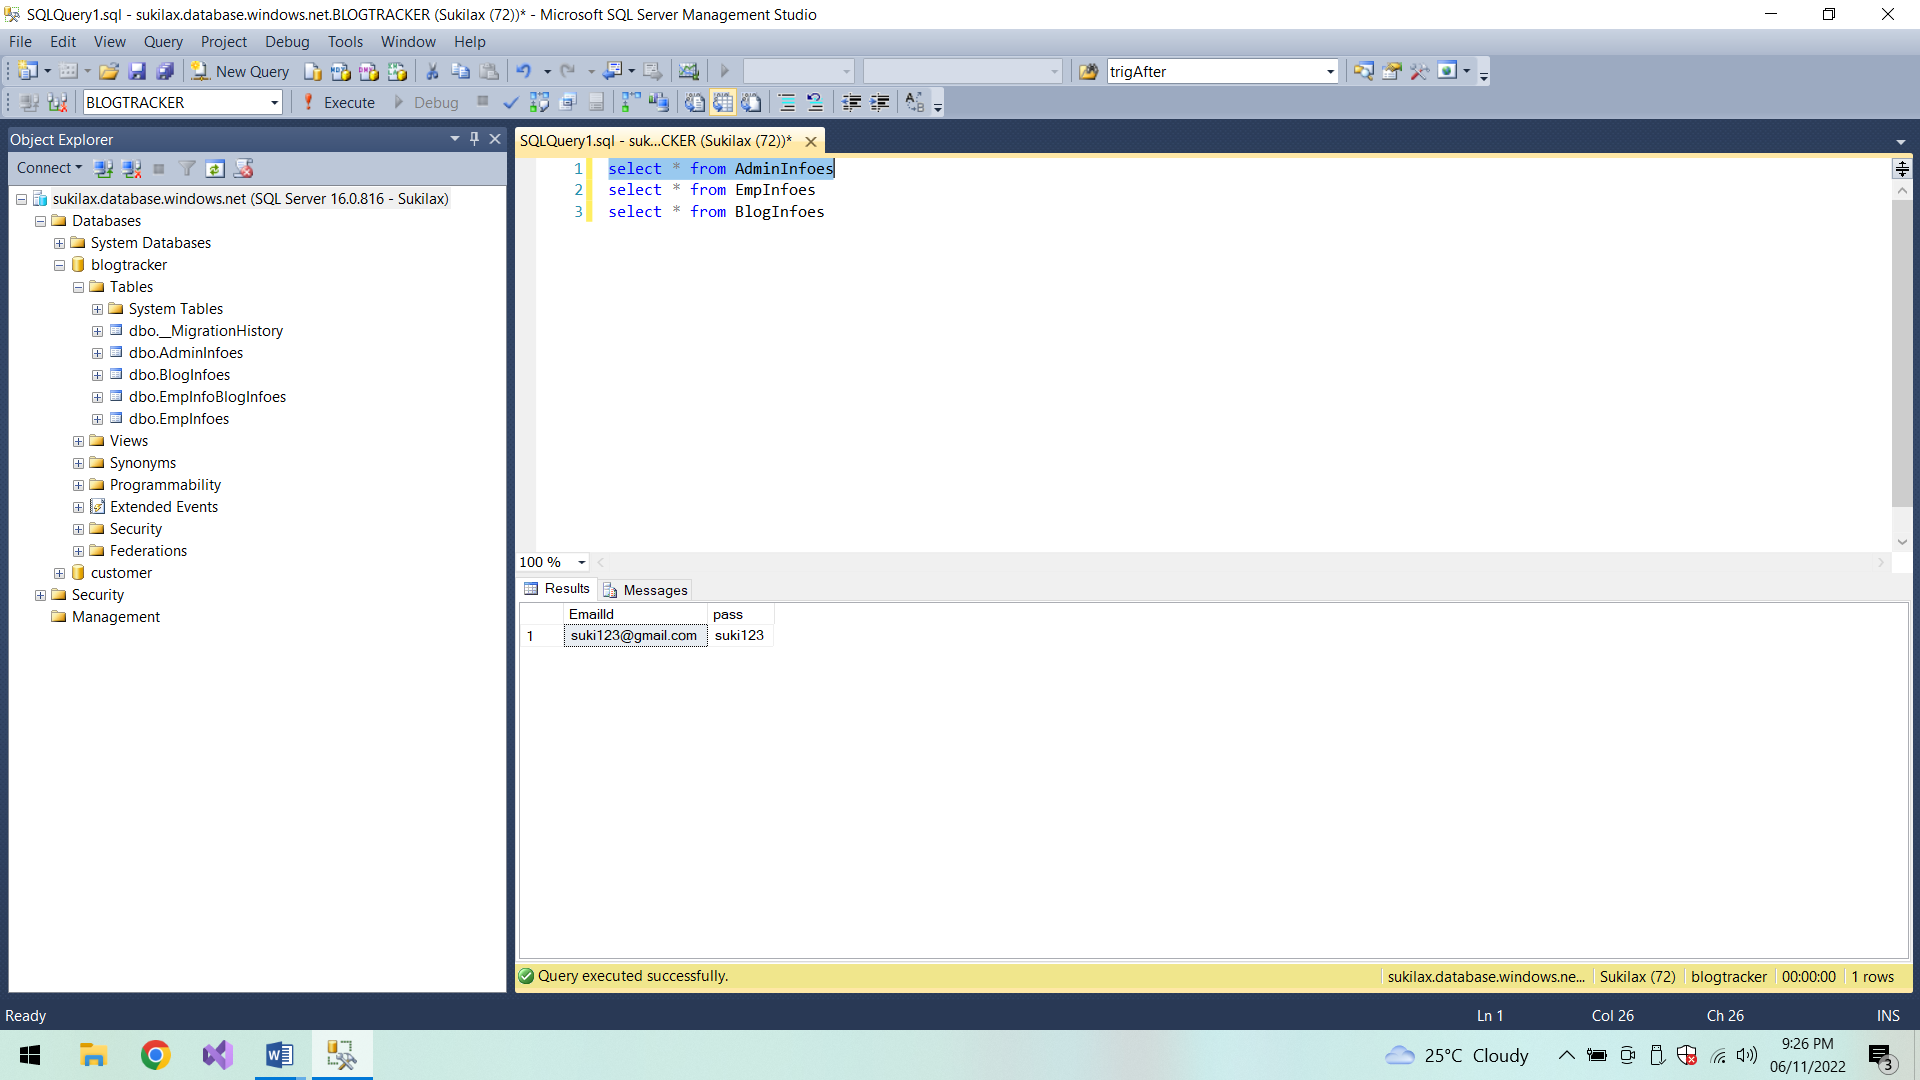 SQLQuery1.sql - sukilax.database.windows.net.BLOGTRACKER (Sukilax (72))* - Microsoft SQL Server Management Studio
File Edit View Query Project Debug Tools Window Help
New Query trigAfter
BLOGTRACKER Execute Debug
Object Explorer
Connect
sukilax.database.windows.net (SQL Server 16.0.816 - Sukilax)
Databases
System Databases
blogtracker
Tables
System Tables
dbo.__MigrationHistory
dbo.AdminInfoes
dbo.BlogInfoes
dbo.EmpInfoBlogInfoes
dbo.EmpInfoes
Views
Synonyms
Programmability
Extended Events
Security
Federations
customer
Security
Management
SQLQuery1.sql - suk...CKER (Sukilax (72))*
1 select * from AdminInfoes
2 select * from EmpInfoes
3 select * from BlogInfoes
100 %
Results Messages
EmailId pass
1 suki123@gmail.com suki123
Query executed successfully. sukilax.database.windows.ne... Sukilax (72) blogtracker 00:00:00 1 rows
Ready Ln 1 Col 26 Ch 26 INS
25°C Cloudy 9:26 PM
06/11/2022
3